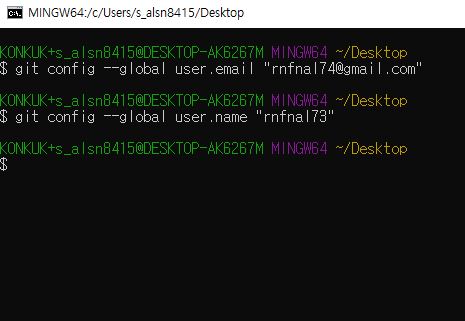 MINGW64:/c/Users/s_alsn8415/Desktop
KONKUK+s_alsn8415@DESKTOP-AK6267M MINGW64 ~/Desktop
$ git config --global user.email "rnfnal74@gmail.com"
KONKUK+s_alsn8415@DESKTOP-AK6267M MINGW64 ~/Desktop
$ git config --global user.name "rnfnal73"
KONKUK+s_alsn8415@DESKTOP-AK6267M MINGW64 ~/Desktop
$